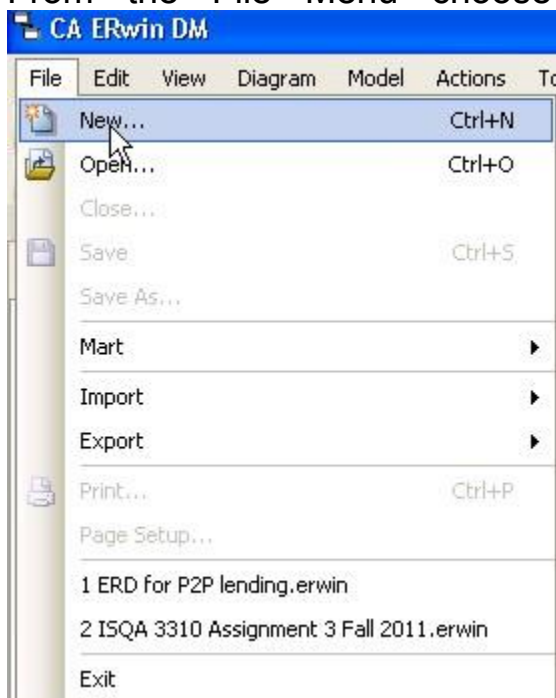 From the File Menu choose
CA ERwin DM
File Edit View Diagram Model Actions
New... Ctrl+N
Open... Ctrl+O
Close...
Save Ctrl+S
Save As...
Mart
Import
Export
Print... Ctrl+P
Page Setup...
1 ERD for P2P lending.erwin
2 ISQA 3310 Assignment 3 Fall 2011.erwin
Exit